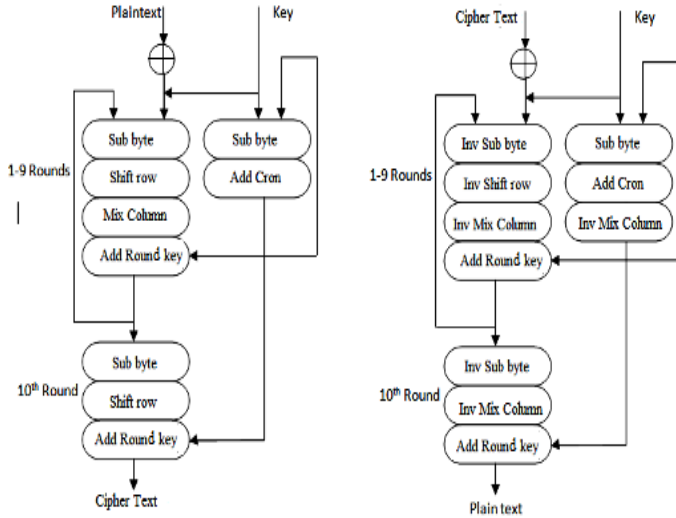 Plaintext
Key
Sub byte
Shift row
Mix Column
Add Round key
1-9 Rounds
Sub byte
Add Cron
Sub byte
Shift row
Add Round key
10th Round
Cipher Text
Cipher Text
Key
Inv Sub byte
Inv Shift row
Inv Mix Column
Add Round key
1-9 Rounds
Sub byte
Add Cron
Inv Mix Column
Inv Sub byte
Inv Mix Column
Add Round key
10th Round
Plain text